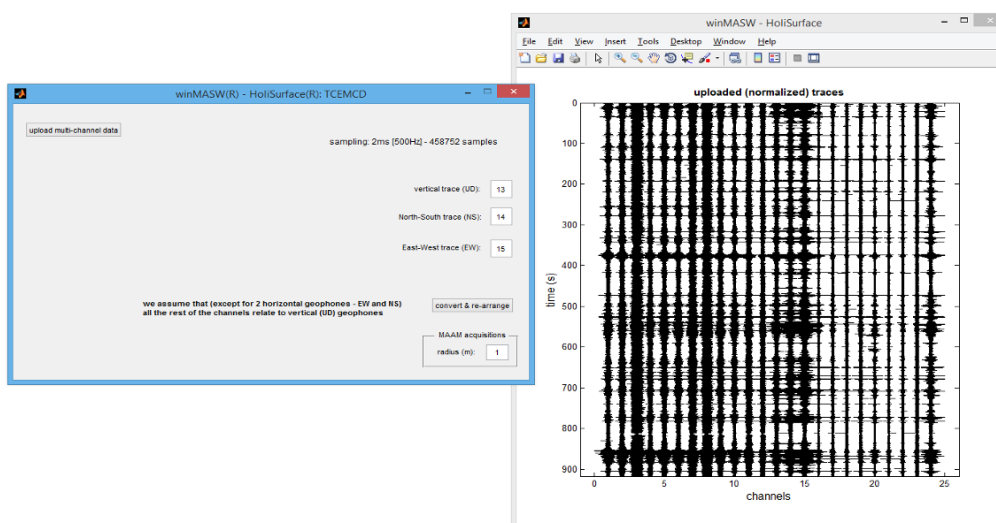 winMASW(R) - HoliSurface(R): TCEMCD
upload multi-channel data
sampling: 2ms [500Hz] - 458752 samples
vertical trace (UD): 13
North-South trace (NS): 14
East-West trace (EW): 15
we assume that (except for 2 horizontal geophones - EW and NS)
all the rest of the channels relate to vertical (UD) geophones
convert & re-arrange
MAAM acquisitions
radius (m): 1
winMASW - HoliSurface
File Edit View Insert Tools Desktop Window Help
uploaded (normalized) traces
0
100
200
300
400
500
600
700
800
900
time (s)
0 5 10 15 20 25
channels